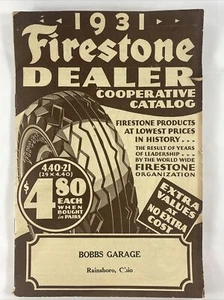 1931
Firestone
DEALER
COOPERATIVE
CATALOG
FIRESTONE PRODUCTS
AT LOWEST PRICES
IN HISTORY...
THE RESULT OF YEARS
OF LEADERSHIP...
BY THE WORLD WIDE
FIRESTONE
ORGANIZATION
4.40-21
(29 x 4.40)
$4.80
EACH
WHEN
BOUGHT
IN PAIRS
EXTRA
VALUES
AT
NO EXTRA
COST
BOBBS GARAGE
Rainsboro, Ohio